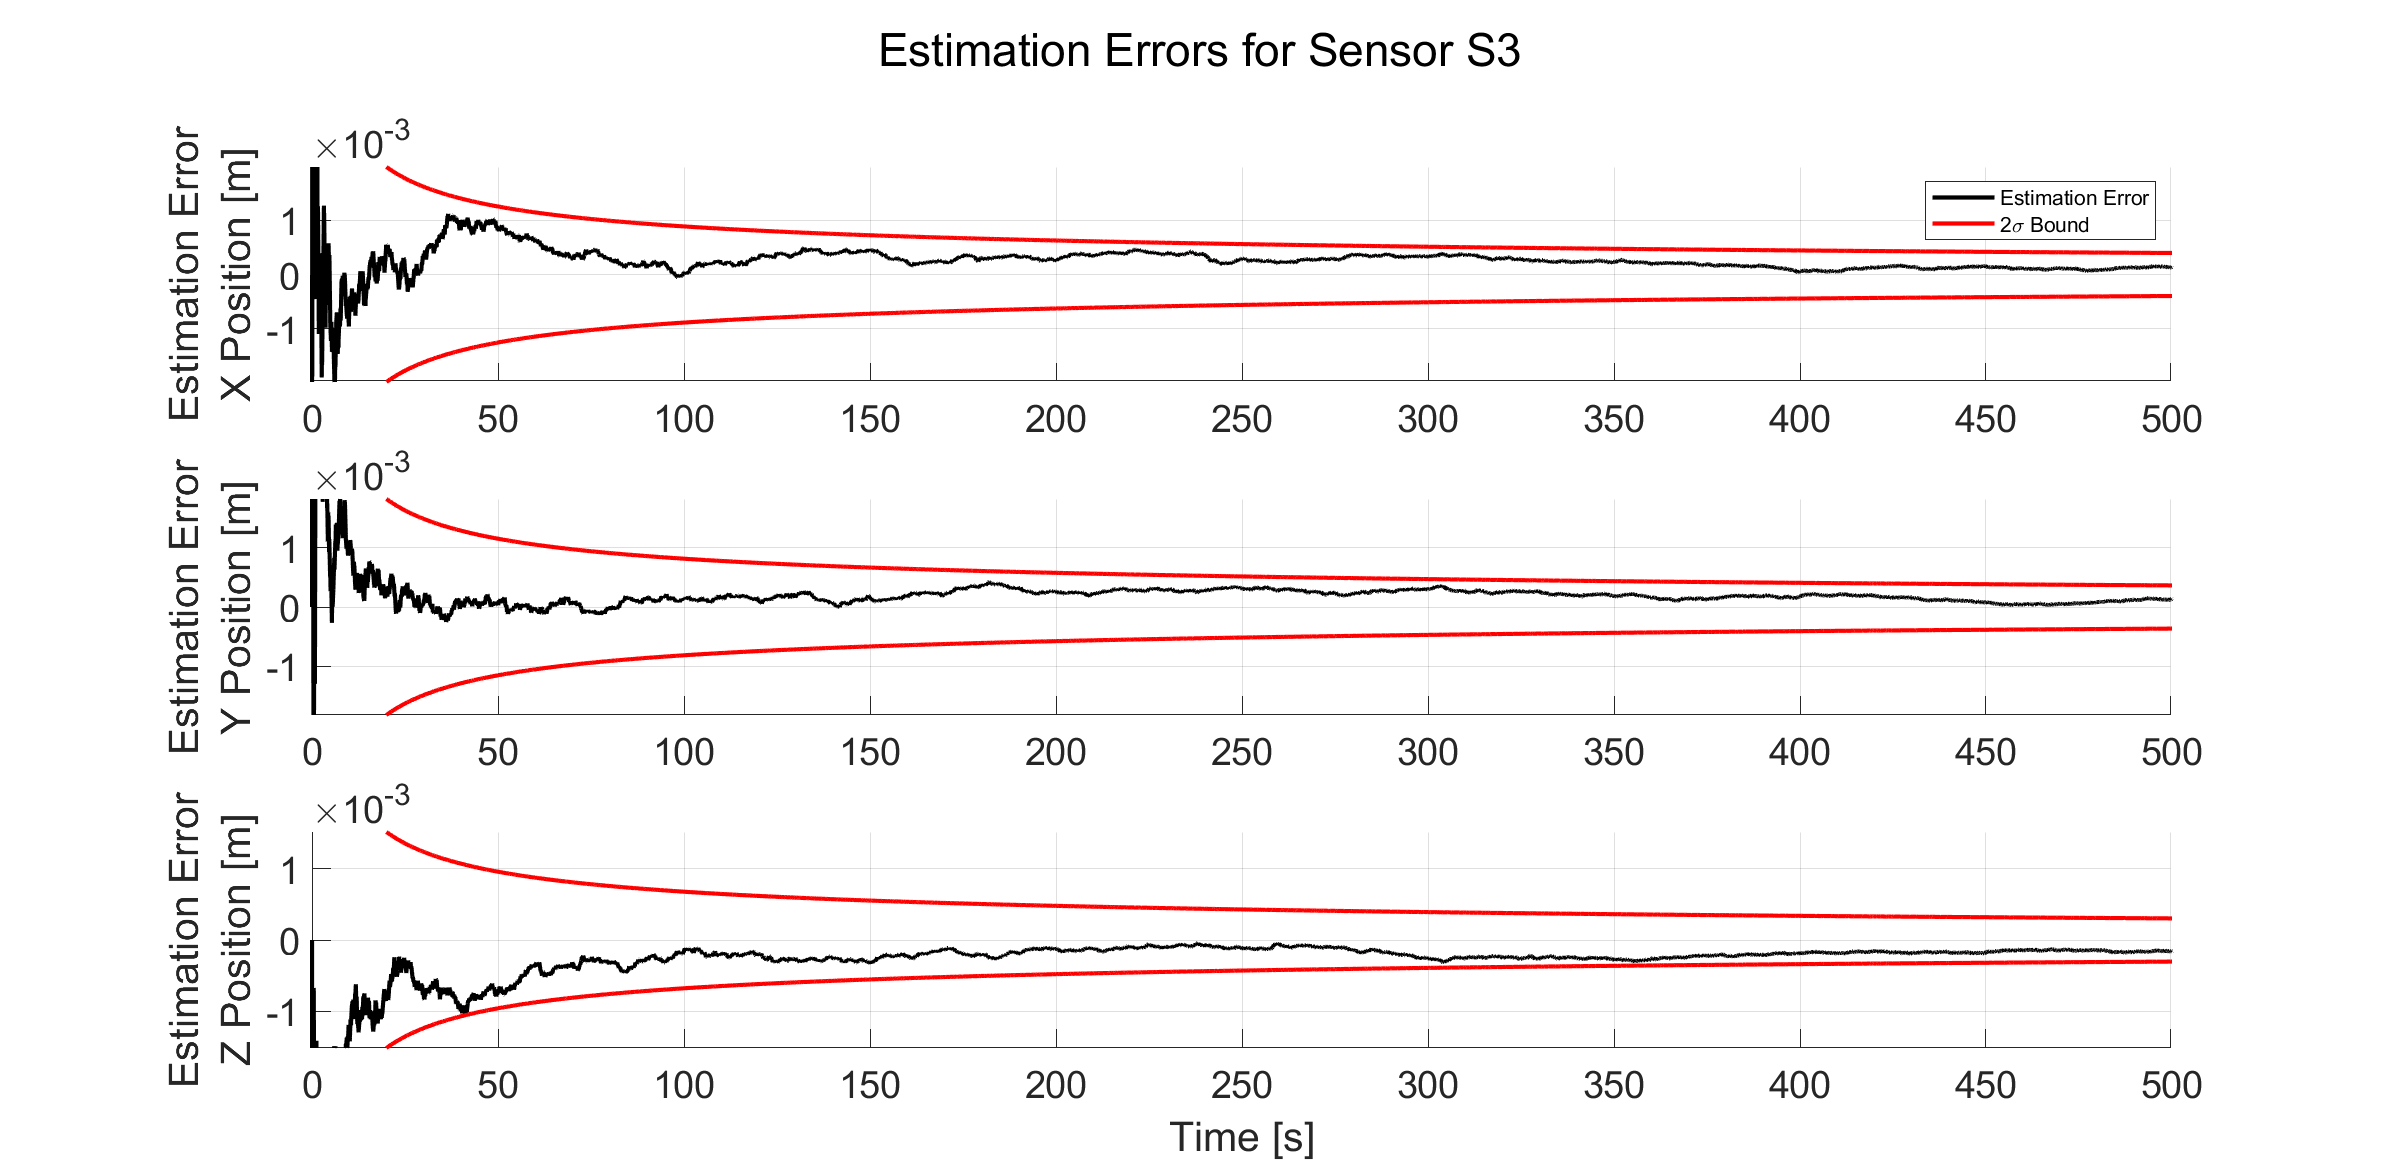 Estimation Errors for Sensor S3
Estimation Error
X Position [m]
×10-3
1
0
-1
Estimation Error
2σ Bound
0 50 100 150 200 250 300 350 400 450 500
Estimation Error
Y Position [m]
×10-3
1
0
-1
0 50 100 150 200 250 300 350 400 450 500
Estimation Error
Z Position [m]
×10-3
1
0
-1
0 50 100 150 200 250 300 350 400 450 500
Time [s]